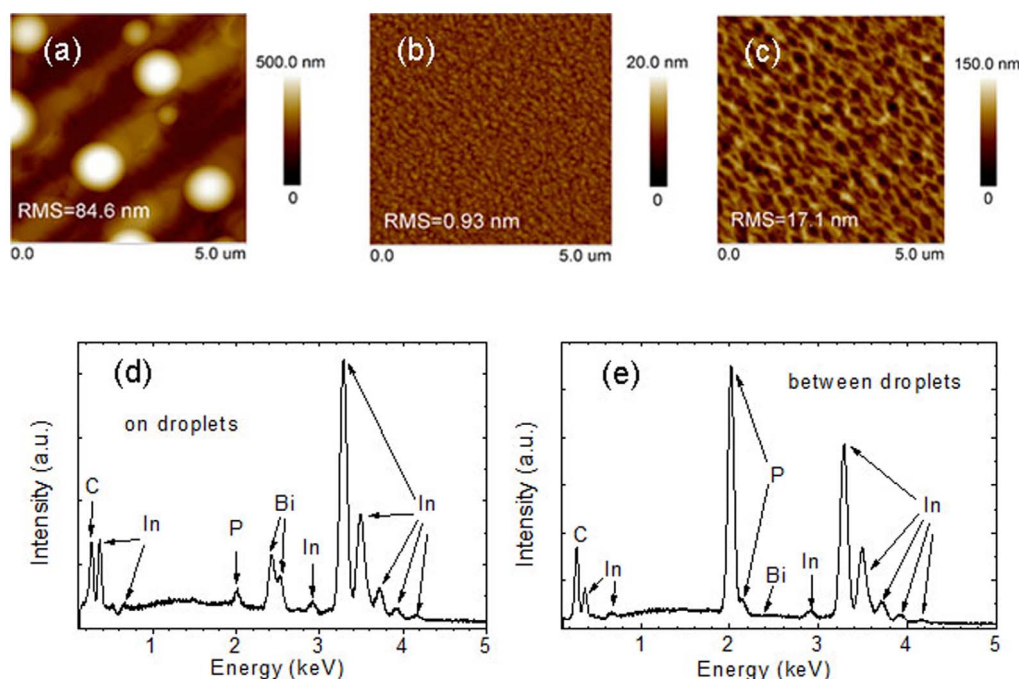 (a)
500.0 nm
0
RMS=84.6 nm
0.0 5.0 um
(b)
20.0 nm
0
RMS=0.93 nm
0.0 5.0 um
(c)
150.0 nm
0
RMS=17.1 nm
0.0 5.0 um
(d)
on droplets
C
In
P
Bi
In
In
Intensity (a.u.)
1 2 3 4 5
Energy (keV)
(e)
between droplets
P
In
C
In
Bi
In
Intensity (a.u.)
1 2 3 4 5
Energy (keV)